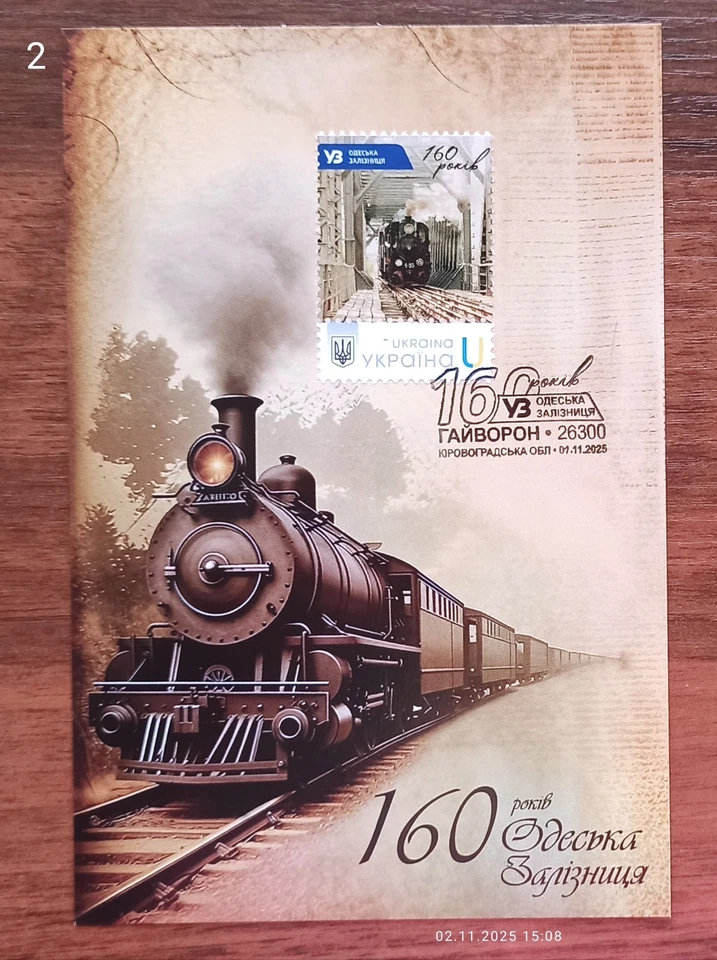 2
УЗ ОДЕСЬКА
ЗАЛІЗНИЦЯ
160
років
UKRAINA
УКРАЇНА
160 років
УЗ ОДЕСЬКА
ЗАЛІЗНИЦЯ
ГАЙВОРОН • 26300
КІРОВОГРАДСЬКА ОБЛ • 01.11.2025
160 років
Одеська
Залізниця
02.11.2025 15:08